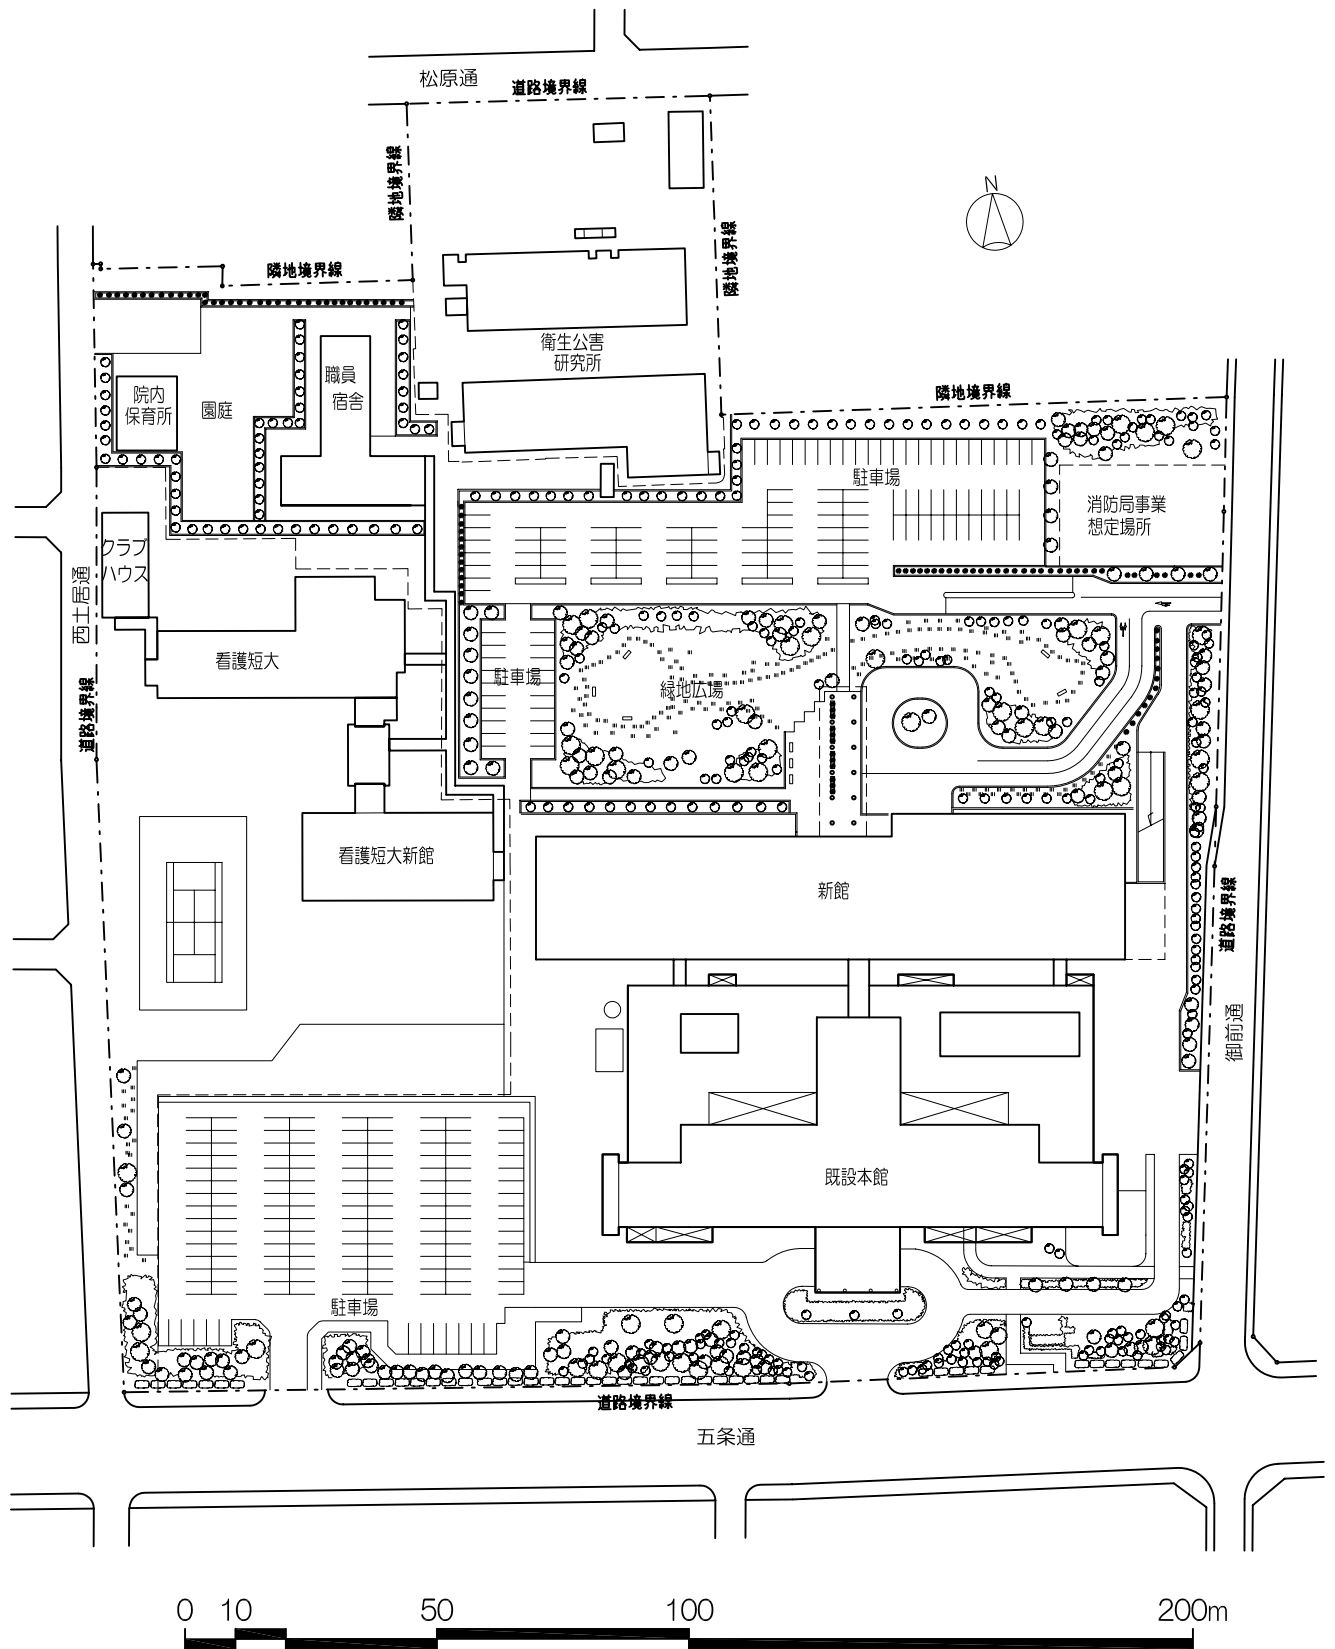 松原通
道路境界線
隣地境界線
N
隣地境界線
隣地境界線
衛生公害
研究所
職員
宿舎
院内
保育所
園庭
隣地境界線
駐車場
消防局事業
想定場所
クラブ
ハウス
西土居通
看護短大
駐車場
緑地広場
道路境界線
看護短大新館
新館
道路境界線
御前通
既設本館
駐車場
道路境界線
五条通
0 10 50 100 200m